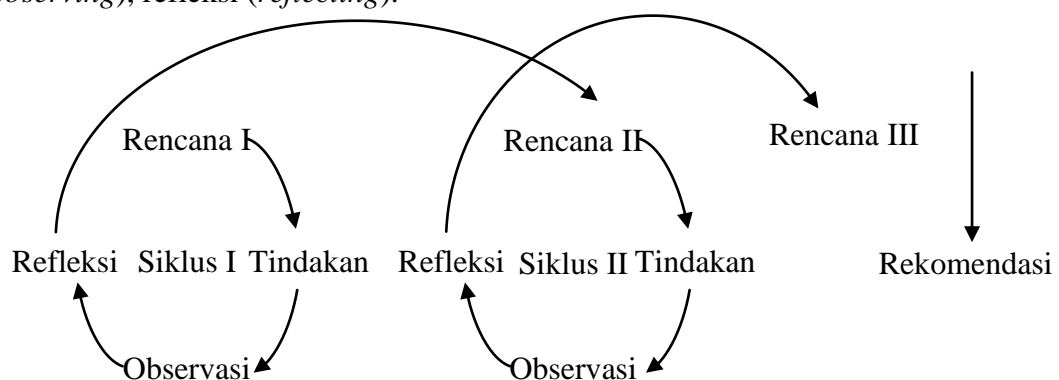 observing), refleksi (reflecting).
Rencana I
Rencana II
Rencana III
Refleksi Siklus I Tindakan
Refleksi Siklus II Tindakan
Rekomendasi
Observasi
Observasi